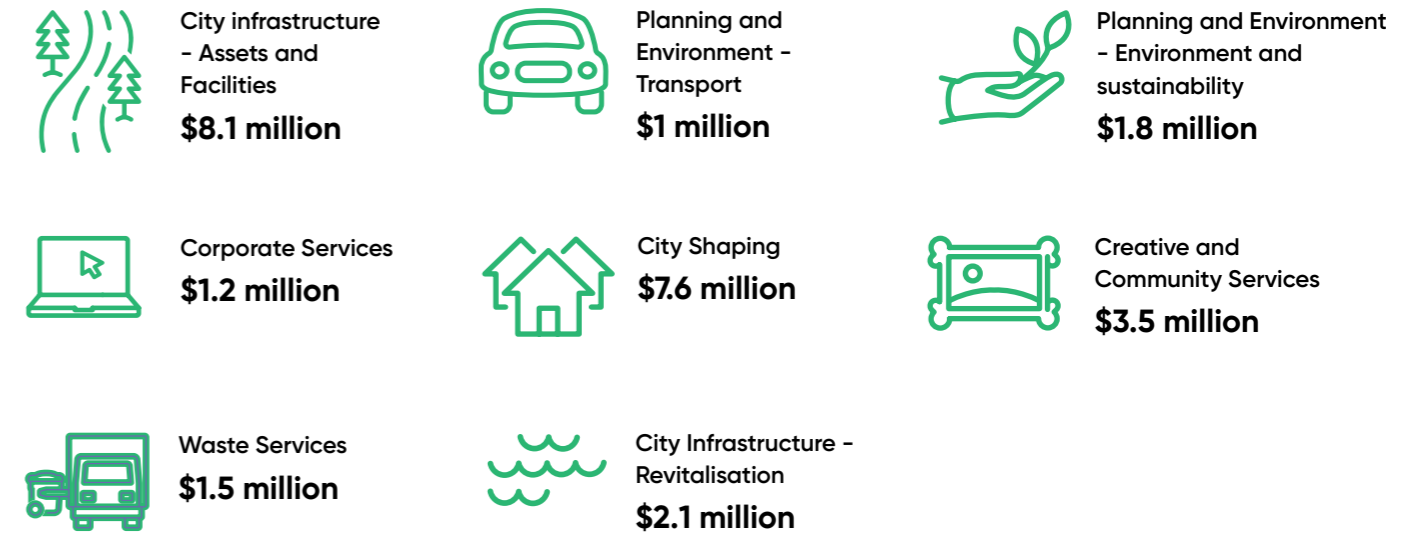 City infrastructure
- Assets and
Facilities
$8.1 million
Planning and
Environment -
Transport
$1 million
Planning and Environment
- Environment and
sustainability
$1.8 million
Corporate Services
$1.2 million
City Shaping
$7.6 million
Creative and
Community Services
$3.5 million
Waste Services
$1.5 million
City Infrastructure -
Revitalisation
$2.1 million